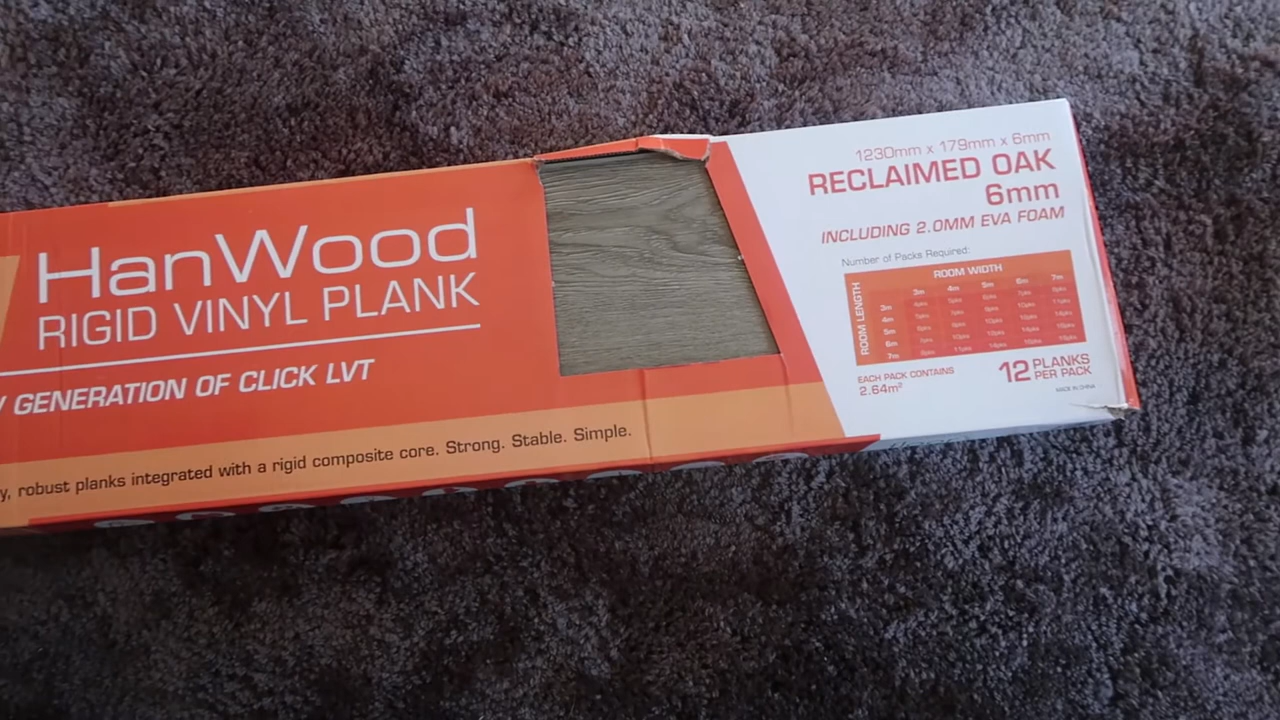 HanWood
RIGID VINYL PLANK
GENERATION OF CLICK LVT
robust planks integrated with a rigid composite core. Strong. Stable. Simple.
1230mm x 179mm x 6mm
RECLAIMED OAK
6mm
INCLUDING 2.0MM EVA FOAM
Number of Packs Required:
ROOM WIDTH
ROOM LENGTH
3m 4m 5m 6m 7m
3m
4m
5m
6m
7m
EACH PACK CONTAINS
2.64m²
12 PLANKS
PER PACK
MADE IN CHINA